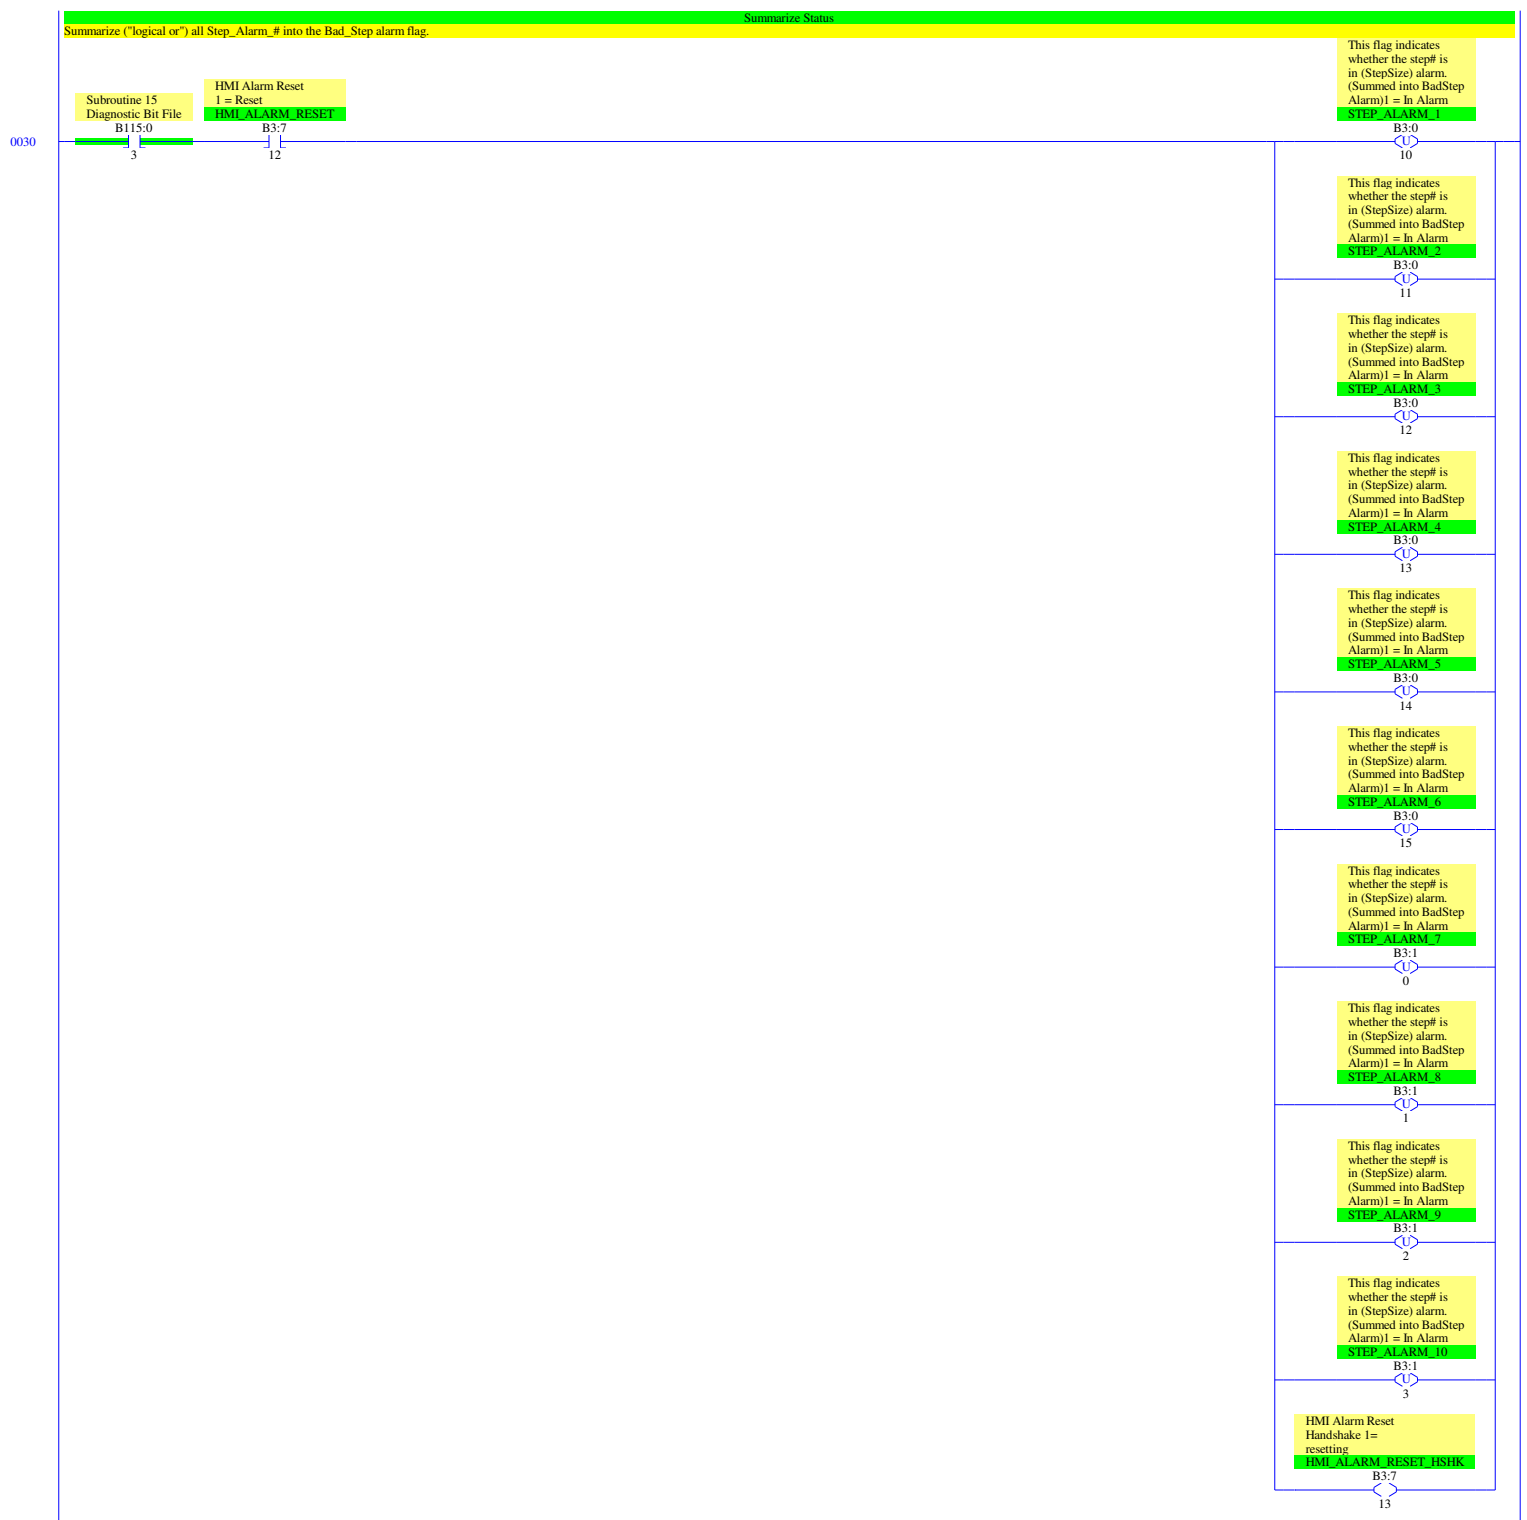 Summarize Status
Summarize ("logical or") all Step_Alarm_# into the Bad_Step alarm flag.
0030
Subroutine 15
Diagnostic Bit File
B115:0
3
HMI Alarm Reset
1 = Reset
HMI_ALARM_RESET
B3:7
12
This flag indicates
whether the step# is
in (StepSize) alarm.
(Summed into BadStep
Alarm)1 = In Alarm
STEP_ALARM_1
B3:0
U
10
This flag indicates
whether the step# is
in (StepSize) alarm.
(Summed into BadStep
Alarm)1 = In Alarm
STEP_ALARM_2
B3:0
U
11
This flag indicates
whether the step# is
in (StepSize) alarm.
(Summed into BadStep
Alarm)1 = In Alarm
STEP_ALARM_3
B3:0
U
12
This flag indicates
whether the step# is
in (StepSize) alarm.
(Summed into BadStep
Alarm)1 = In Alarm
STEP_ALARM_4
B3:0
U
13
This flag indicates
whether the step# is
in (StepSize) alarm.
(Summed into BadStep
Alarm)1 = In Alarm
STEP_ALARM_5
B3:0
U
14
This flag indicates
whether the step# is
in (StepSize) alarm.
(Summed into BadStep
Alarm)1 = In Alarm
STEP_ALARM_6
B3:0
U
15
This flag indicates
whether the step# is
in (StepSize) alarm.
(Summed into BadStep
Alarm)1 = In Alarm
STEP_ALARM_7
B3:1
U
0
This flag indicates
whether the step# is
in (StepSize) alarm.
(Summed into BadStep
Alarm)1 = In Alarm
STEP_ALARM_8
B3:1
U
1
This flag indicates
whether the step# is
in (StepSize) alarm.
(Summed into BadStep
Alarm)1 = In Alarm
STEP_ALARM_9
B3:1
U
2
This flag indicates
whether the step# is
in (StepSize) alarm.
(Summed into BadStep
Alarm)1 = In Alarm
STEP_ALARM_10
B3:1
U
3
HMI Alarm Reset
Handshake 1=
resetting
HMI_ALARM_RESET_HSHK
B3:7
13